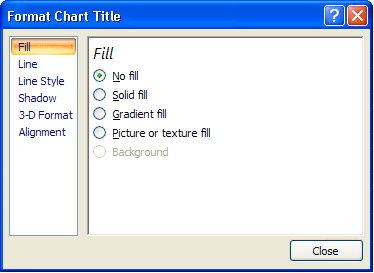 Format Chart Title
Fill
Line
Line Style
Shadow
3-D Format
Alignment
Fill
No fill
Solid fill
Gradient fill
Picture or texture fill
Background
Close